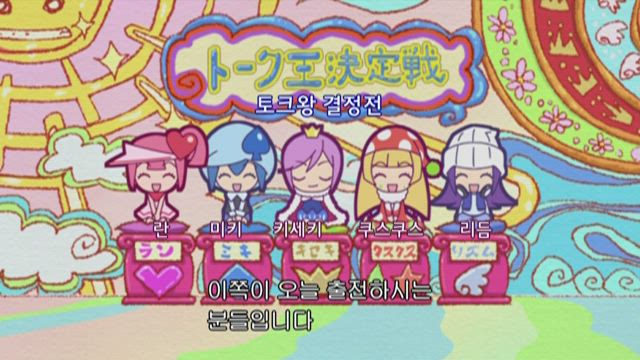 トーク王決定戦
토크왕 결정전
란 미키 키세키 쿠스쿠스 리듬
ラン ミキ キセキ クスクス リズム
이쪽이 오늘 출전하시는
분들입니다